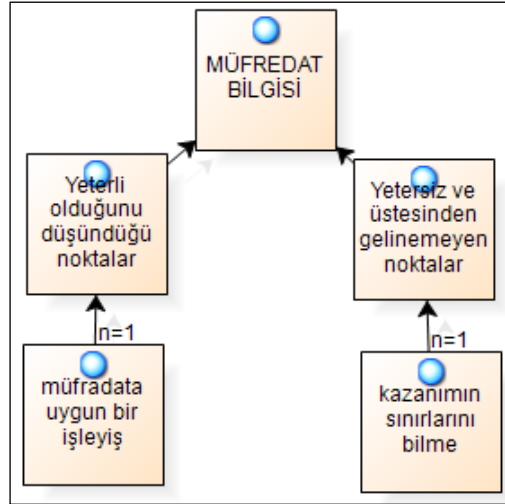 MÜFREDAT
BİLGİSİ
Yeterli
olduğunu
düşündüğü
noktalar
Yetersiz ve
üstesinden
gelinemeyen
noktalar
n=1
n=1
müfradata
uygun bir
işleyiş
kazanımın
sınırlarını
bilme